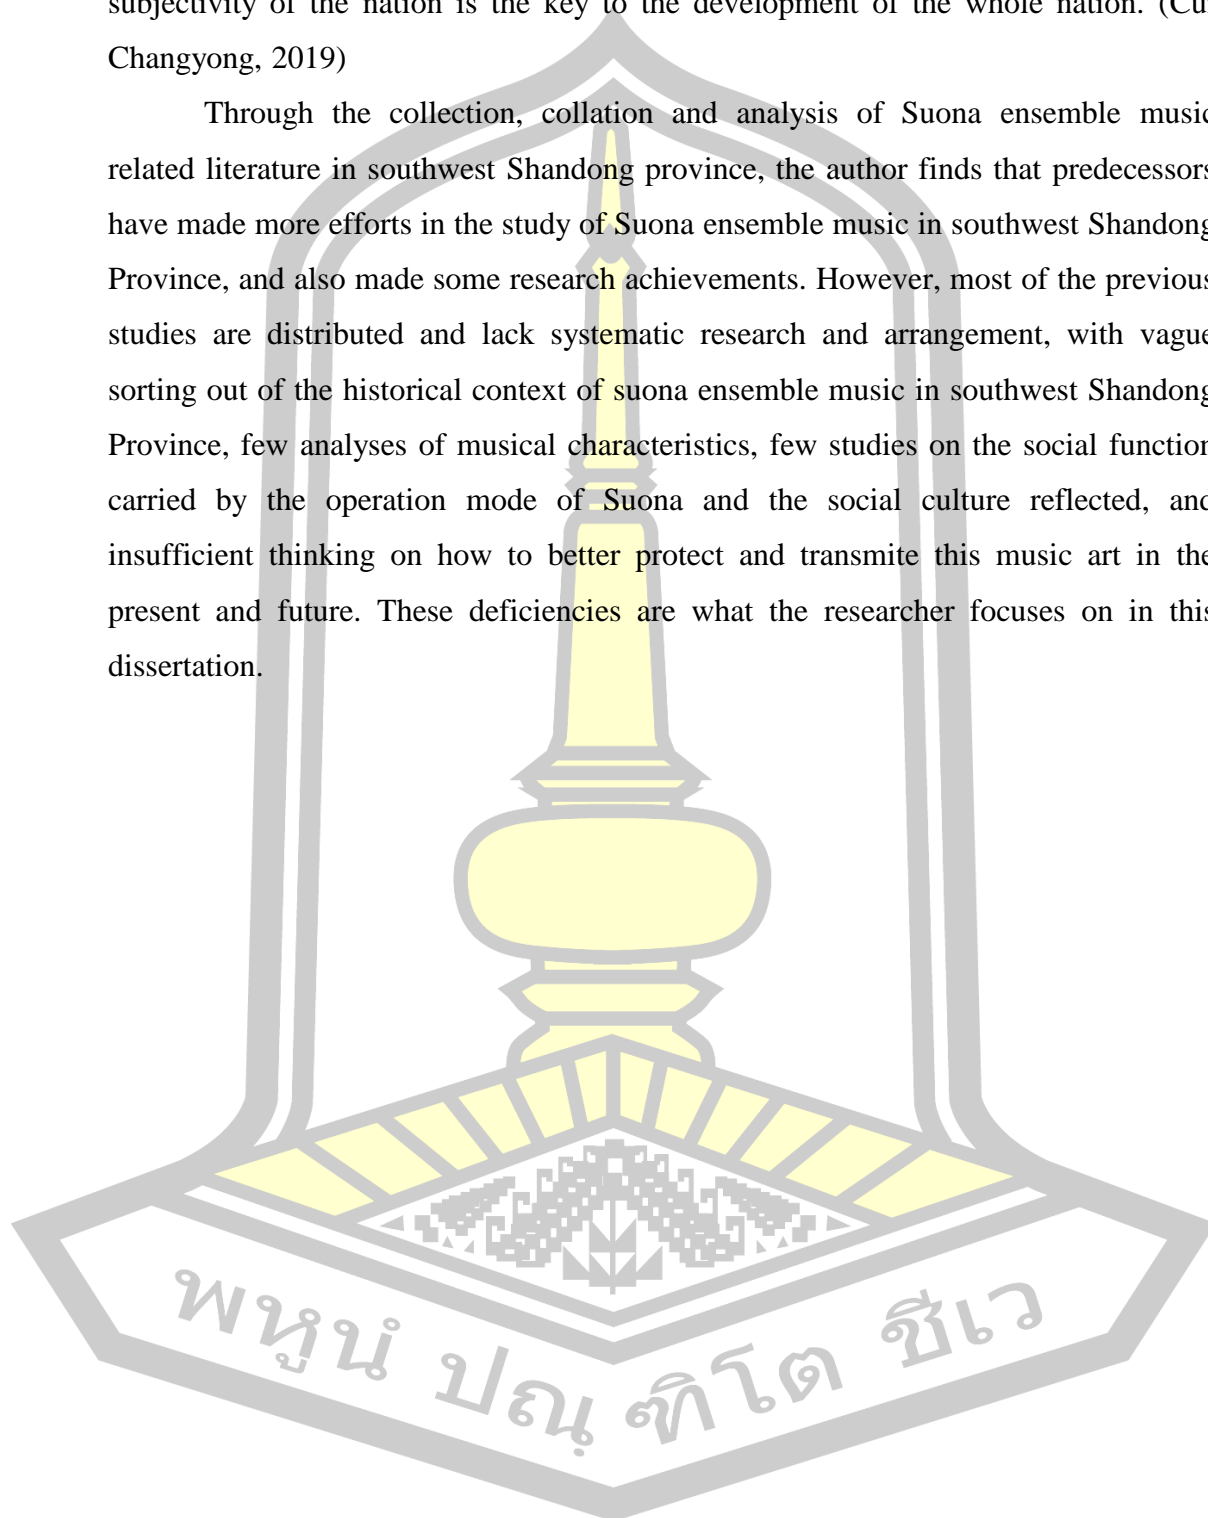 subjectivity of the nation is the key to the development of the whole nation. (Cui
Changyong, 2019)
Through the collection, collation and analysis of Suona ensemble music
related literature in southwest Shandong province, the author finds that predecessors
have made more efforts in the study of Suona ensemble music in southwest Shandong
Province, and also made some research achievements. However, most of the previous
studies are distributed and lack systematic research and arrangement, with vague
sorting out of the historical context of suona ensemble music in southwest Shandong
Province, few analyses of musical characteristics, few studies on the social function
carried by the operation mode of Suona and the social culture reflected, and
insufficient thinking on how to better protect and transmite this music art in the
present and future. These deficiencies are what the researcher focuses on in this
dissertation.
พหูนํ ปณฺฑิโต ชีเว